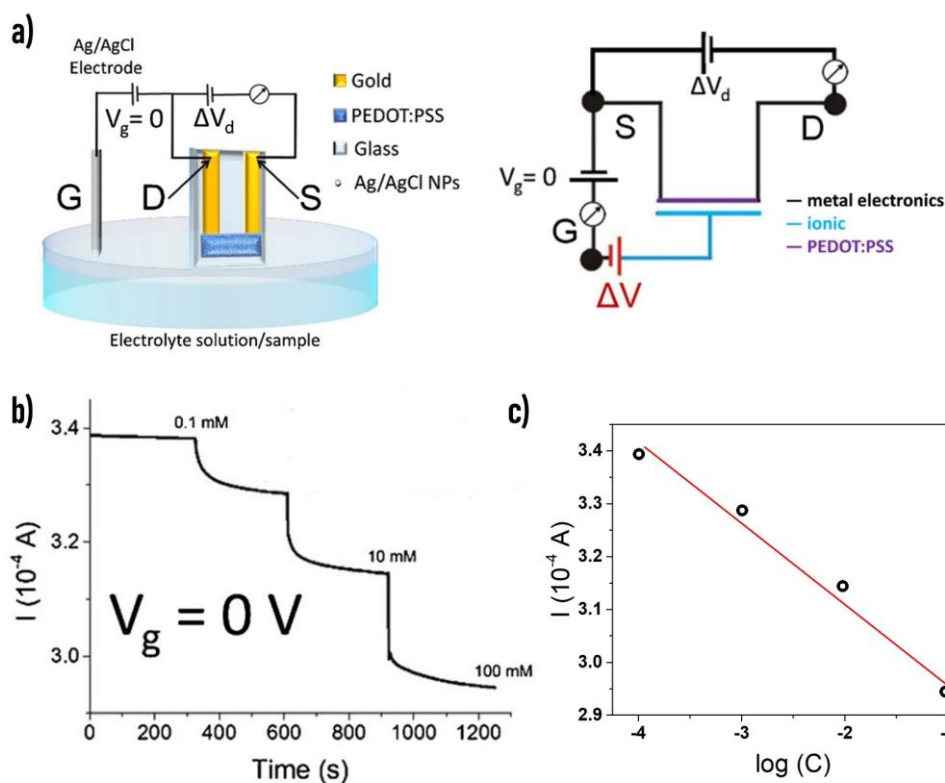 a)
Ag/AgCl
Electrode
V_g= 0
ΔV_d
G
D
S
Gold
PEDOT:PSS
Glass
Ag/AgCl NPs
Electrolyte solution/sample
ΔV_d
S
D
V_g= 0
G
ΔV
metal electronics
ionic
PEDOT:PSS
b)
I (10⁻⁴ A)
3.4
3.2
3.0
0.1 mM
10 mM
100 mM
V_g = 0 V
0 200 400 600 800 1000 1200
Time (s)
c)
I (10⁻⁴ A)
3.4
3.3
3.2
3.1
3.0
2.9
-4 -3 -2 -1
log (C)